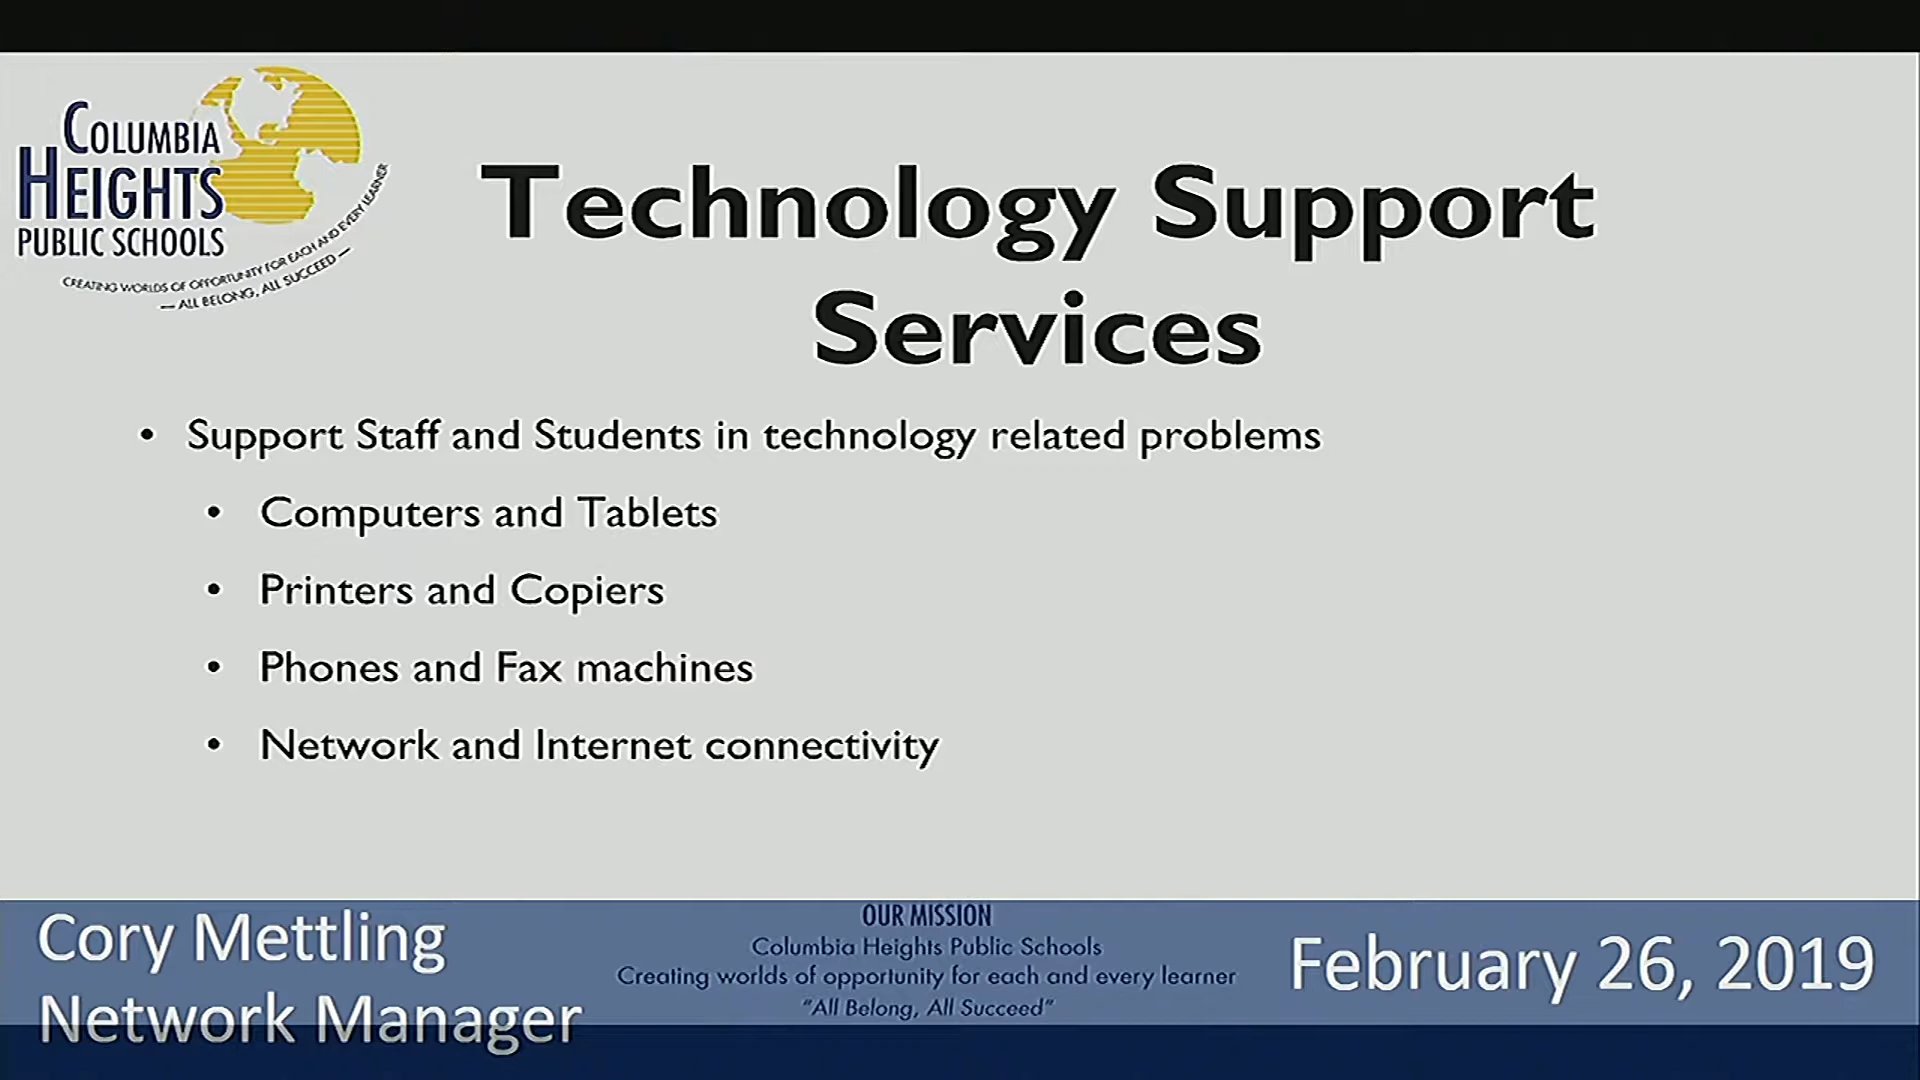 COLUMBIA
HEIGHTS
PUBLIC SCHOOLS
CREATING WORLDS OF OPPORTUNITY FOR EACH AND EVERY LEARNER
— ALL BELONG, ALL SUCCEED —
Technology Support
Services
• Support Staff and Students in technology related problems
• Computers and Tablets
• Printers and Copiers
• Phones and Fax machines
• Network and Internet connectivity
Cory Mettling
Network Manager
OUR MISSION
Columbia Heights Public Schools
Creating worlds of opportunity for each and every learner
"All Belong, All Succeed"
February 26, 2019